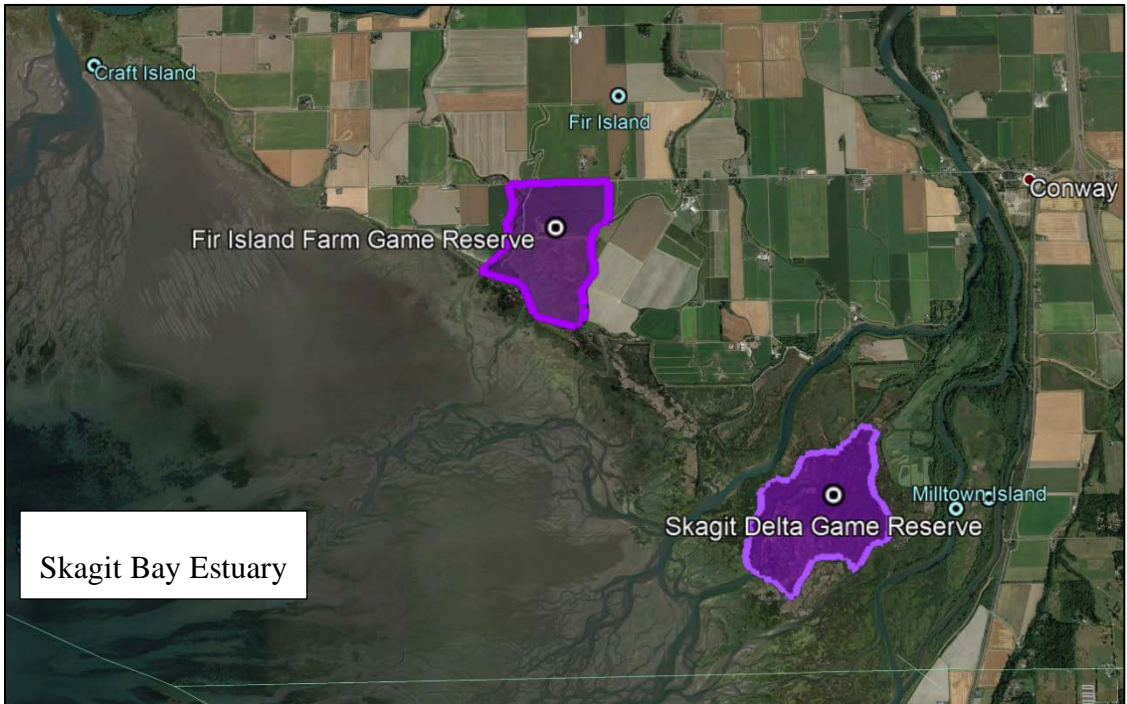 Craft Island
Fir Island
Conway
Fir Island Farm Game Reserve
Milltown Island
Skagit Delta Game Reserve
Skagit Bay Estuary